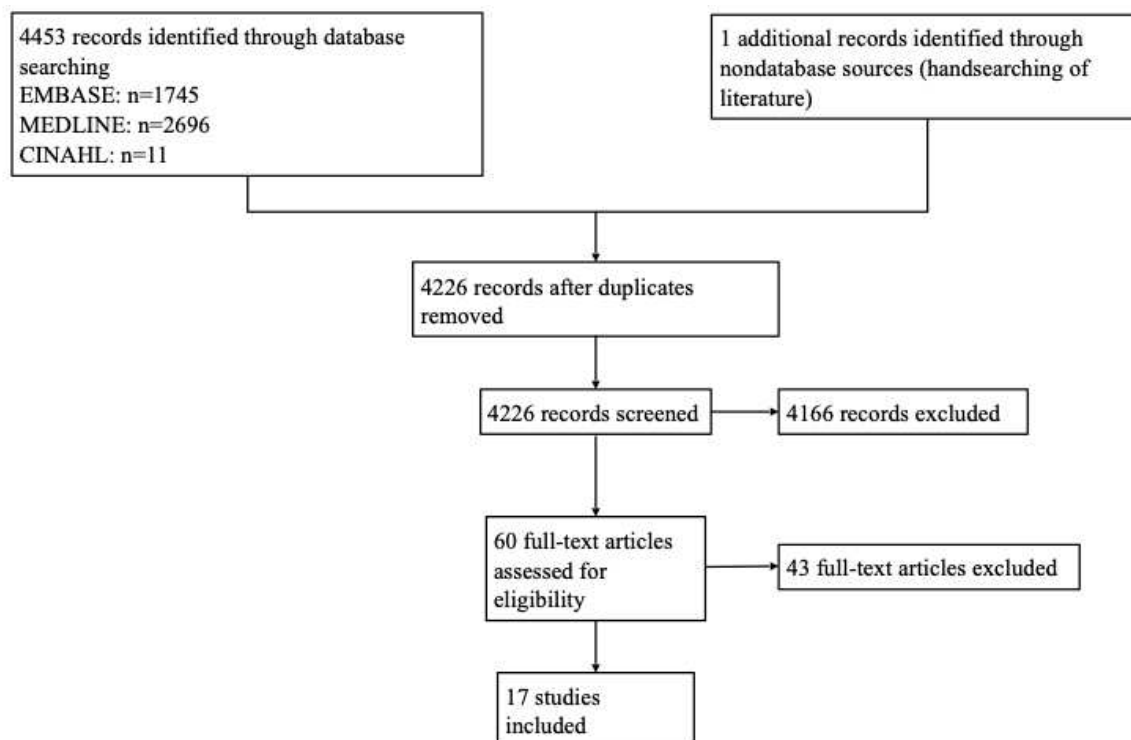 4453 records identified through database
searching
EMBASE: n=1745
MEDLINE: n=2696
CINAHL: n=11
1 additional records identified through
nondatabase sources (handsearching of
literature)
4226 records after duplicates
removed
4226 records screened
4166 records excluded
60 full-text articles
assessed for
eligibility
43 full-text articles excluded
17 studies
included